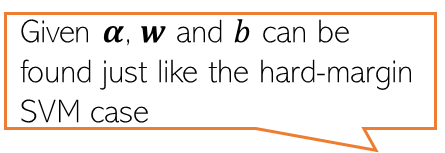 Given α, w and b can be
found just like the hard-margin
SVM case